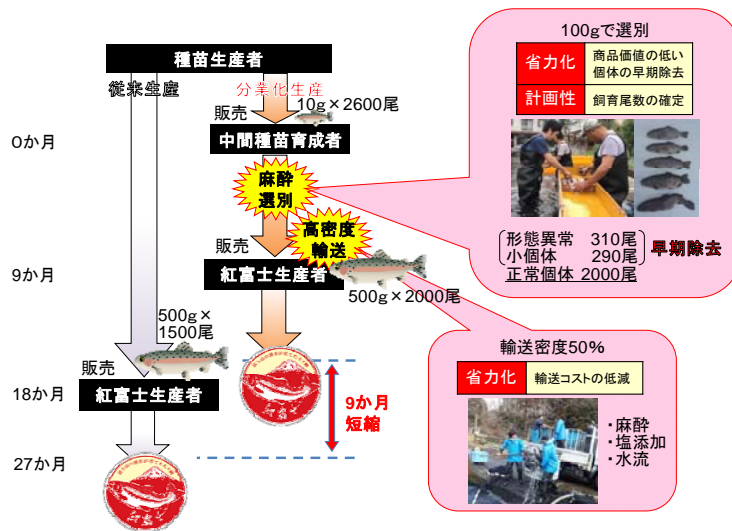 種苗生産者
従来生産
分業化生産
販売
10g×2600尾
0か月
中間種苗育成者
麻酔
選別
高密度
輸送
販売
9か月
紅富士生産者
500g×2000尾
500g×
1500尾
販売
18か月
紅富士生産者
9か月
短縮
27か月
100gで選別
省力化
商品価値の低い
個体の早期除去
計画性
飼育尾数の確定
形態異常 310尾
小個体 290尾
早期除去
正常個体 2000尾
輸送密度50%
省力化
輸送コストの低減
・麻酔
・塩添加
・水流